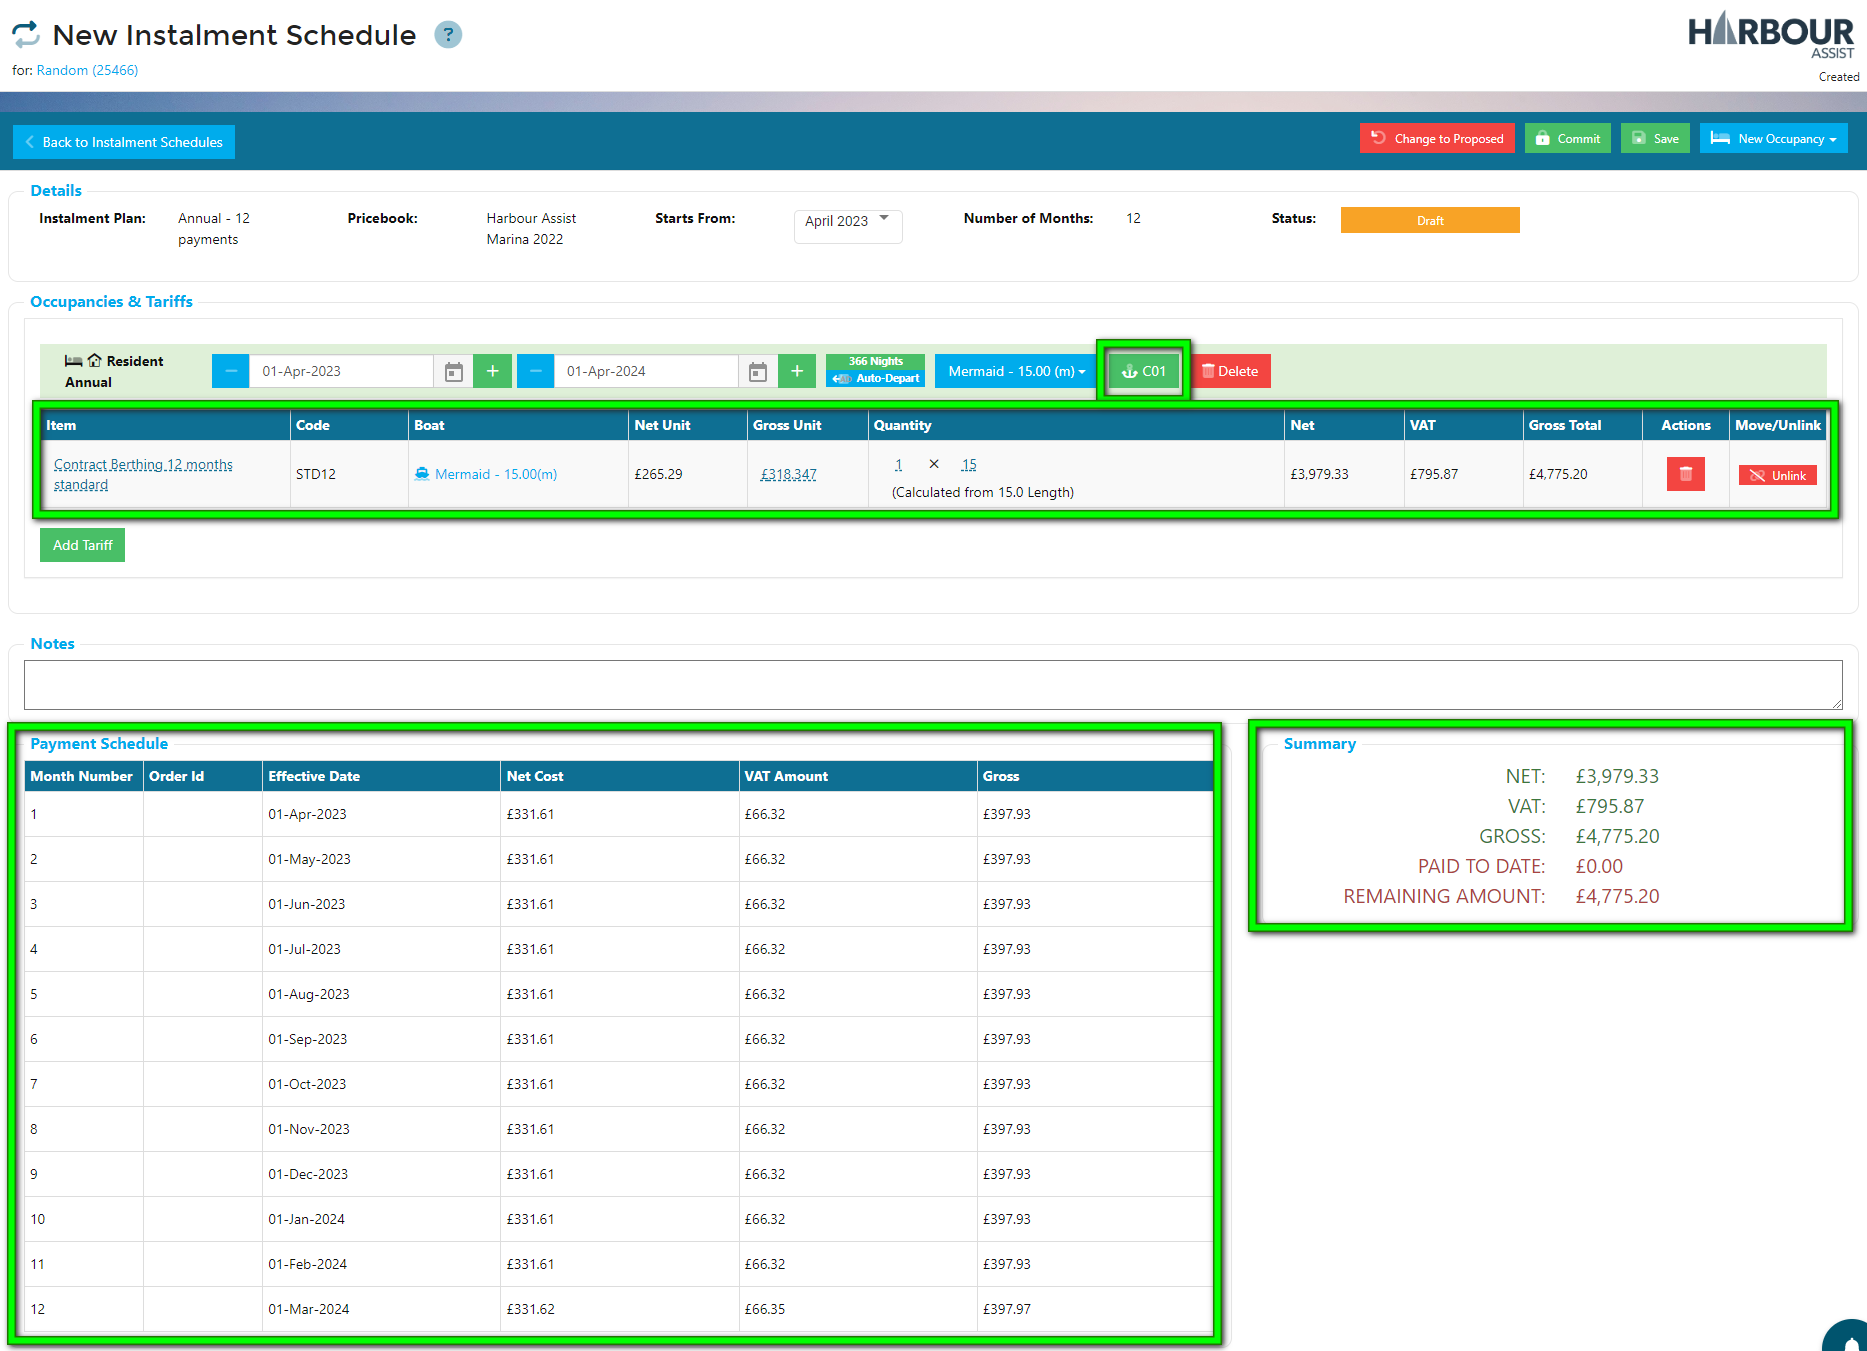 New Instalment Schedule ?
HARBOUR
ASSIST
for: Random (25466)
Created
Back to Instalment Schedules
Change to Proposed
Commit
Save
New Occupancy
Details
Instalment Plan: Annual - 12 payments
Pricebook: Harbour Assist Marina 2022
Starts From: April 2023
Number of Months: 12
Status: Draft
Occupancies & Tariffs
Resident Annual
01-Apr-2023
01-Apr-2024
366 Nights
Auto-Depart
Mermaid - 15.00 (m)
C01
Delete
Item Code Boat Net Unit Gross Unit Quantity Net VAT Gross Total Actions Move/Unlink
Contract Berthing 12 months standard STD12 Mermaid - 15.00(m) £265.29 £318.347 1 × 15 £3,979.33 £795.87 £4,775.20 Unlink
(Calculated from 15.0 Length)
Add Tariff
Notes
Payment Schedule
Month Number Order Id Effective Date Net Cost VAT Amount Gross
1 01-Apr-2023 £331.61 £66.32 £397.93
2 01-May-2023 £331.61 £66.32 £397.93
3 01-Jun-2023 £331.61 £66.32 £397.93
4 01-Jul-2023 £331.61 £66.32 £397.93
5 01-Aug-2023 £331.61 £66.32 £397.93
6 01-Sep-2023 £331.61 £66.32 £397.93
7 01-Oct-2023 £331.61 £66.32 £397.93
8 01-Nov-2023 £331.61 £66.32 £397.93
9 01-Dec-2023 £331.61 £66.32 £397.93
10 01-Jan-2024 £331.61 £66.32 £397.93
11 01-Feb-2024 £331.61 £66.32 £397.93
12 01-Mar-2024 £331.62 £66.35 £397.97
Summary
NET: £3,979.33
VAT: £795.87
GROSS: £4,775.20
PAID TO DATE: £0.00
REMAINING AMOUNT: £4,775.20